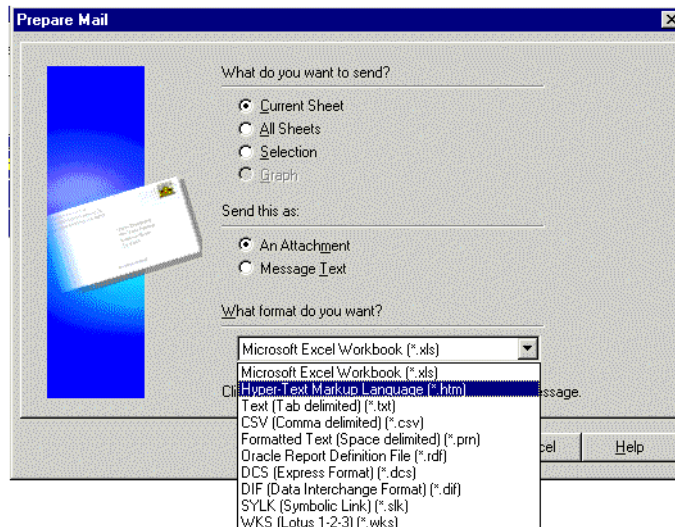 Prepare Mail
What do you want to send?
Current Sheet
All Sheets
Selection
Graph
Send this as:
An Attachment
Message Text
What format do you want?
Microsoft Excel Workbook (*.xls)
Microsoft Excel Workbook (*.xls)
Hyper-Text Markup Language (*.htm)
Text (Tab delimited) (*.txt)
CSV (Comma delimited) (*.csv)
Formatted Text (Space delimited) (*.prn)
Oracle Report Definition File (*.rdf)
DCS (Express Format) (*.dcs)
DIF (Data Interchange Format) (*.dif)
SYLK (Symbolic Link) (*.slk)
WKS (Lotus 1-2-3) (*.wks)
Help